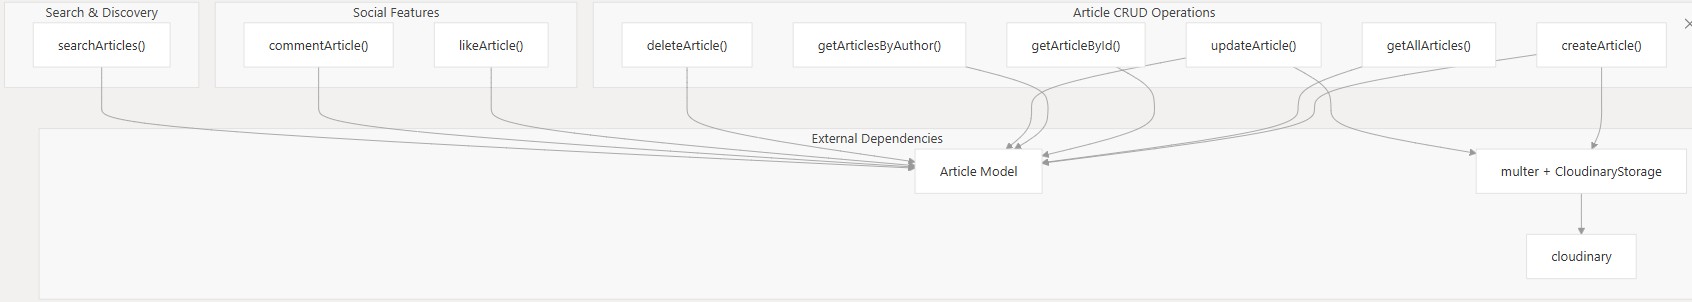 Search & Discovery
Social Features
Article CRUD Operations
searchArticles()
commentArticle()
likeArticle()
deleteArticle()
getArticlesByAuthor()
getArticleById()
updateArticle()
getAllArticles()
createArticle()
External Dependencies
Article Model
multer + CloudinaryStorage
cloudinary